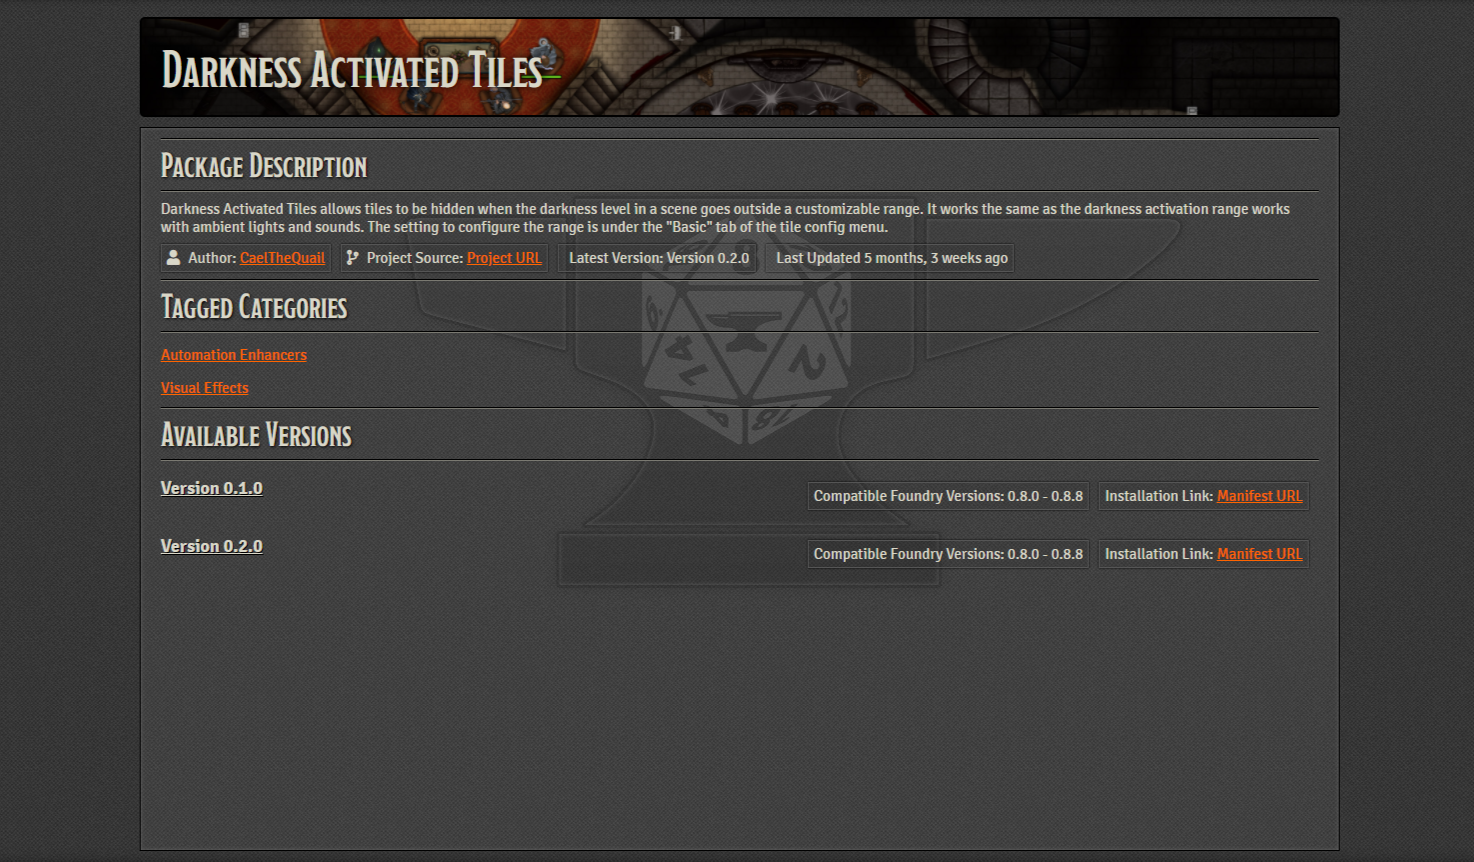 Darkness Activated Tiles
Package Description
Darkness Activated Tiles allows tiles to be hidden when the darkness level in a scene goes outside a customizable range. It works the same as the darkness activation range works
with ambient lights and sounds. The setting to configure the range is under the "Basic" tab of the tile config menu.
Author: CaelTheQuail Project Source: Project URL Latest Version: Version 0.2.0 Last Updated 5 months, 3 weeks ago
Tagged Categories
Automation Enhancers
Visual Effects
Available Versions
Version 0.1.0 Compatible Foundry Versions: 0.8.0 - 0.8.8 Installation Link: Manifest URL
Version 0.2.0 Compatible Foundry Versions: 0.8.0 - 0.8.8 Installation Link: Manifest URL
8
14
2
18